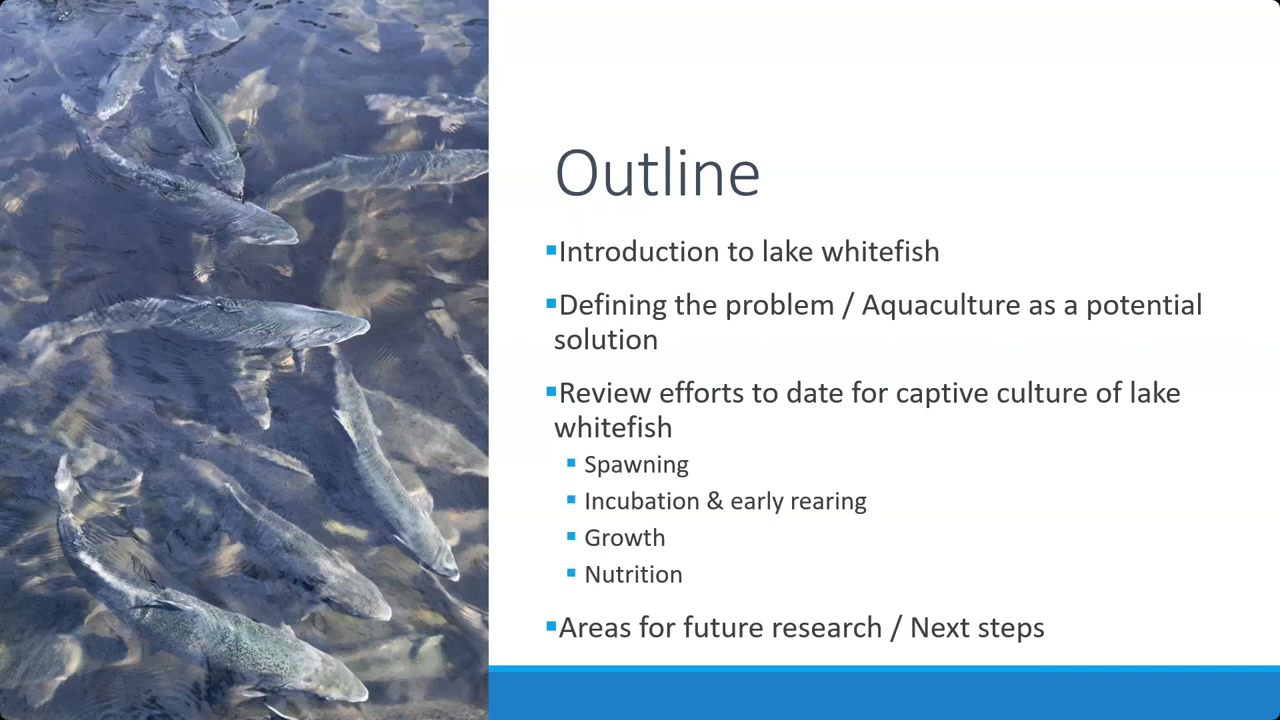 Outline
▪Introduction to lake whitefish
▪Defining the problem / Aquaculture as a potential
solution
▪Review efforts to date for captive culture of lake
whitefish
▪ Spawning
▪ Incubation & early rearing
▪ Growth
▪ Nutrition
▪Areas for future research / Next steps